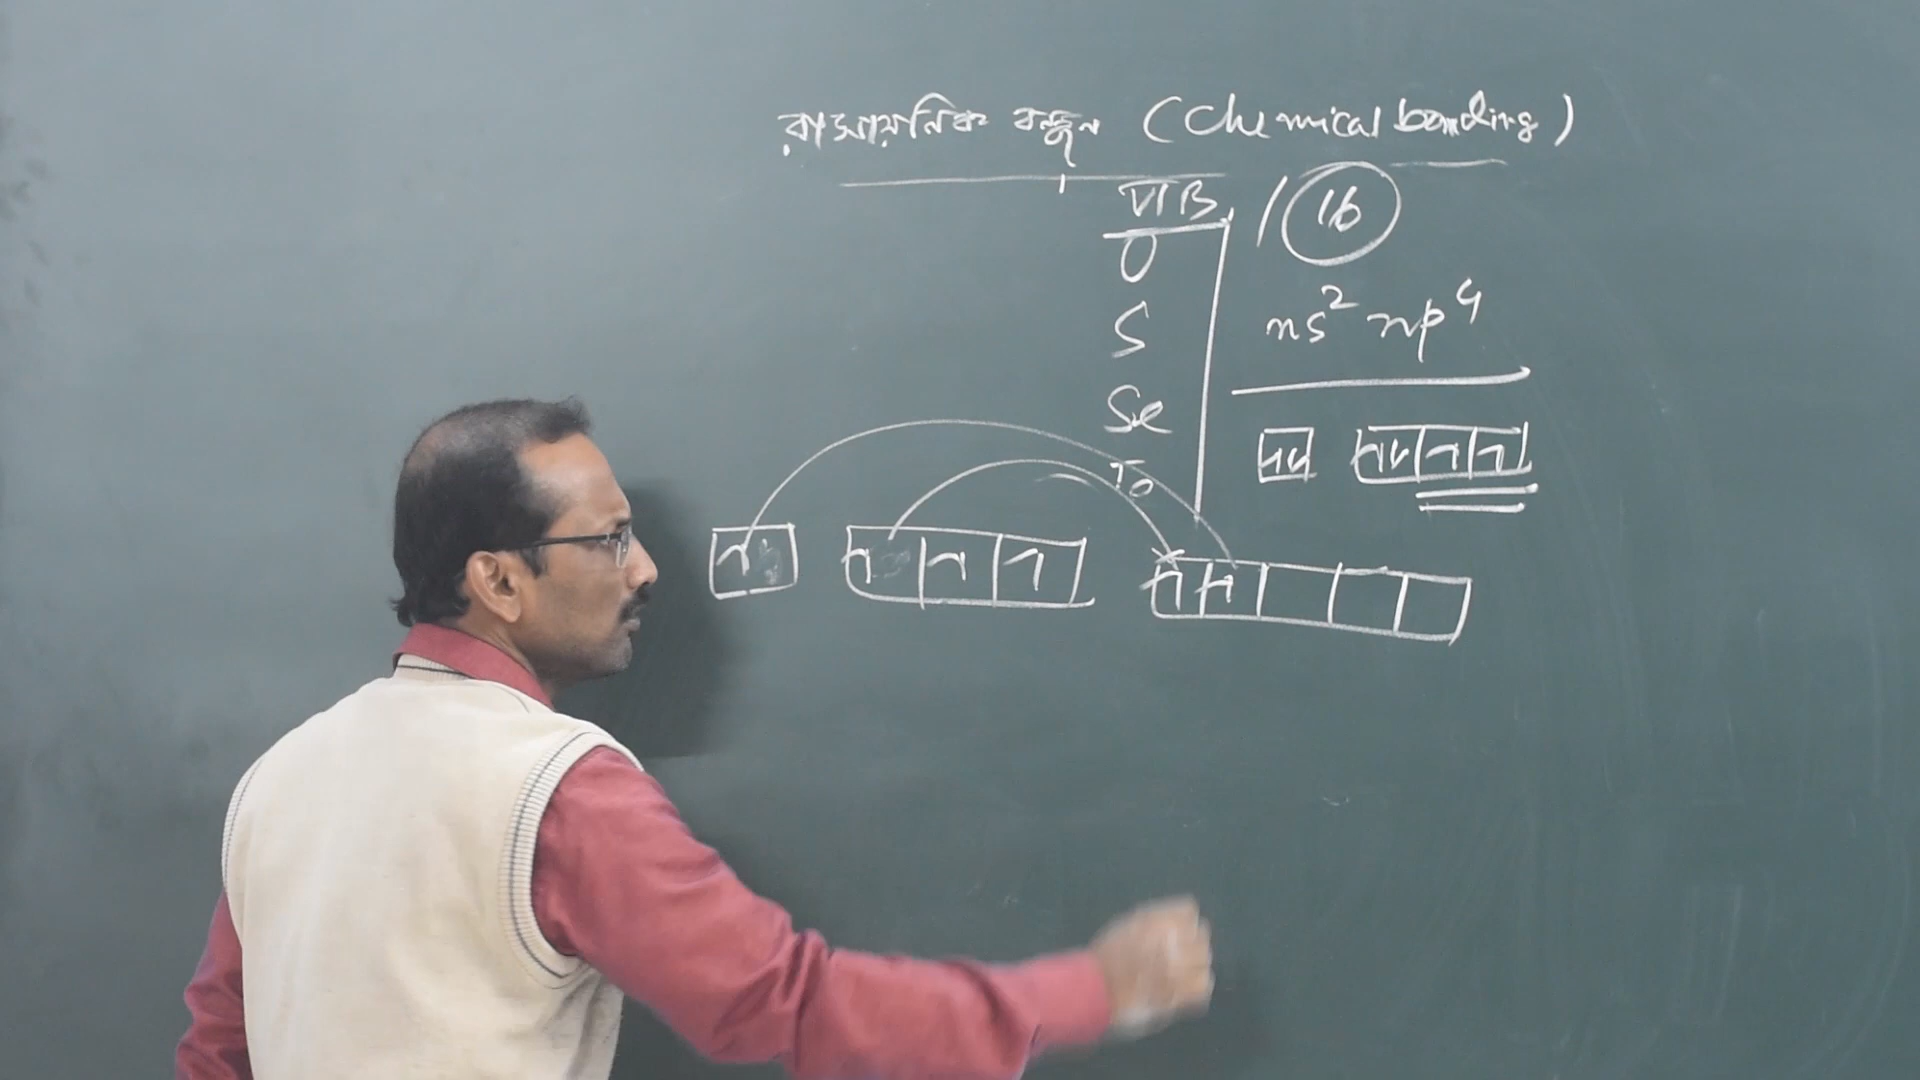 রাসায়নিক বন্ধন (Chemical bonding)
VIB / 16
O
S
Se
Te
ns² np⁴